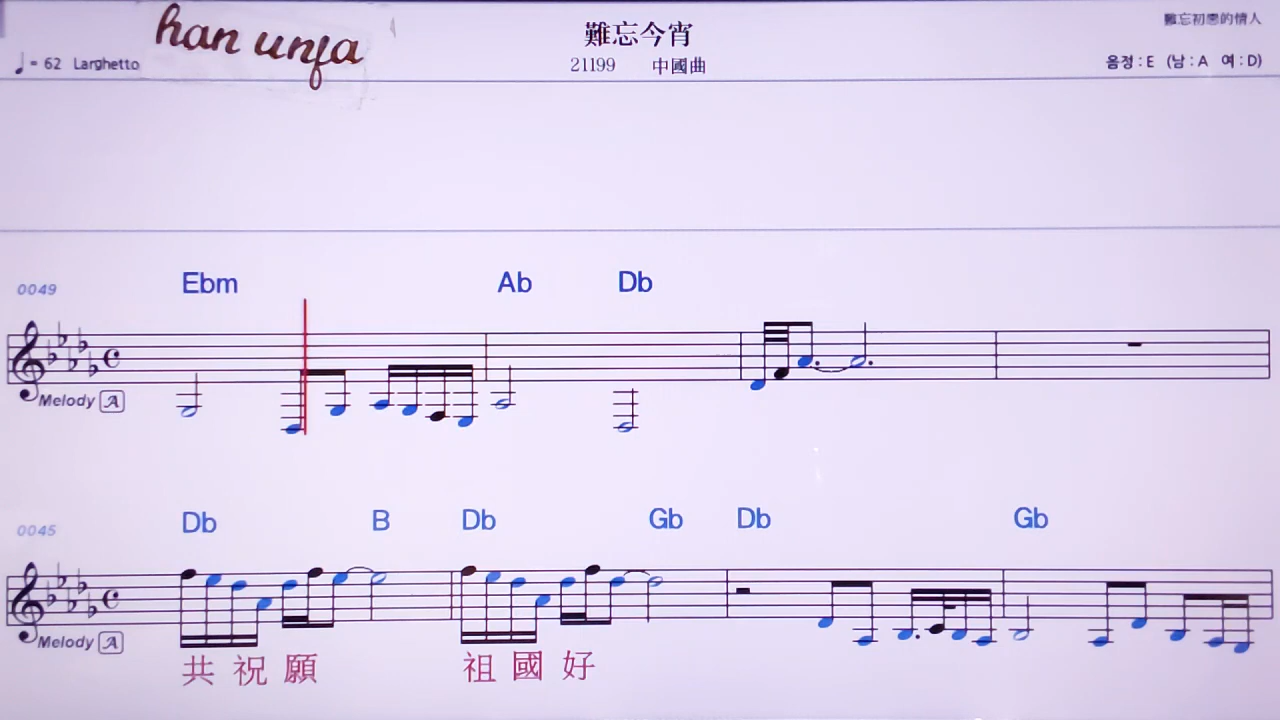 han unfa
難忘今宵
難忘初戀的情人
♩= 62 Larghetto
21199 中國曲
음정 : E (남 : A 여 : D)
Ebm Ab Db
0049
Melody A
Db B Db Gb Db Gb
0045
Melody A
共祝願 祖國好